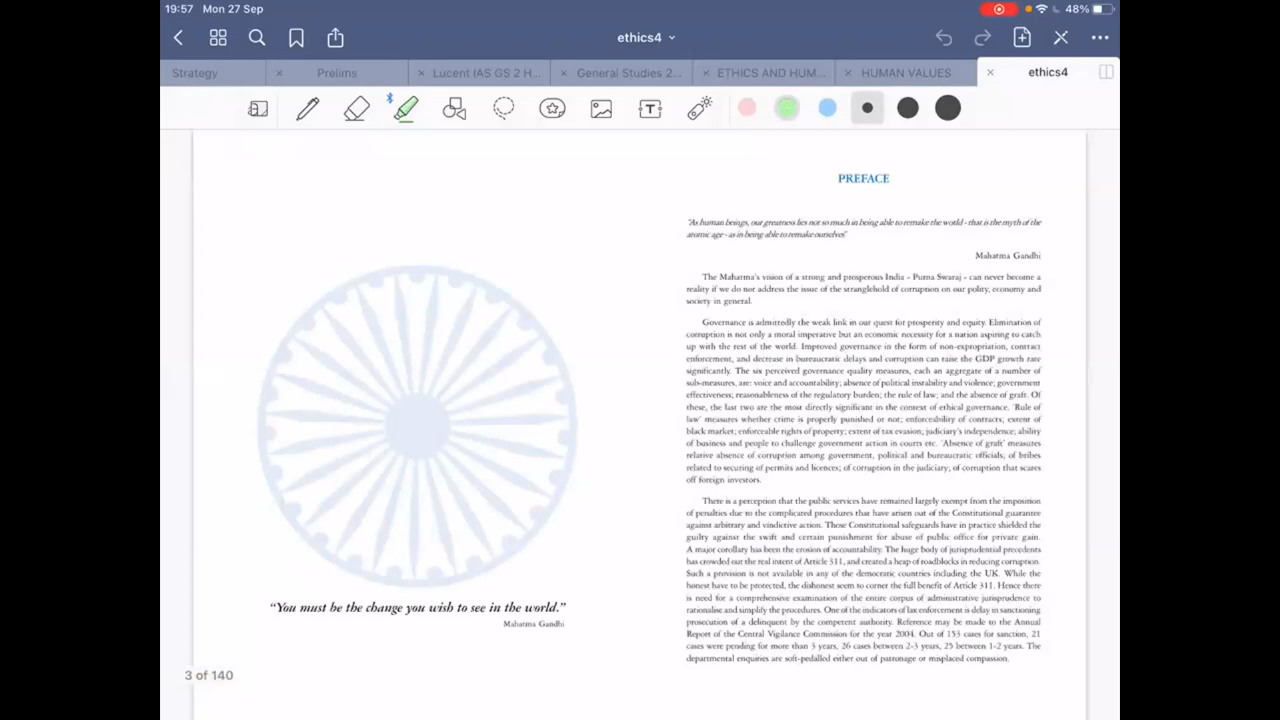 19:57 Mon 27 Sep
48%
ethics4
Strategy
Prelims
Lucent IAS GS 2 H...
General Studies 2...
ETHICS AND HUM...
HUMAN VALUES
ethics4
"You must be the change you wish to see in the world."
Mahatma Gandhi
3 of 140
PREFACE
"As human beings, our greatness lies not so much in being able to remake the world - that is the myth of the
atomic age - as in being able to remake ourselves"
Mahatma Gandhi
The Mahatma's vision of a strong and prosperous India - Purna Swaraj - can never become a
reality if we do not address the issue of the stranglehold of corruption on our polity, economy and
society in general.
Governance is admittedly the weak link in our quest for prosperity and equity. Elimination of
corruption is not only a moral imperative but an economic necessity for a nation aspiring to catch
up with the rest of the world. Improved governance in the form of non-expropriation, contract
enforcement, and decrease in bureaucratic delays and corruption can raise the GDP growth rate
significantly. The six perceived governance quality measures, each an aggregate of a number of
sub-measures, are: voice and accountability; absence of political instability and violence; government
effectiveness; reasonableness of the regulatory burden; the rule of law; and the absence of graft. Of
these, the last two are the most directly significant in the context of ethical governance. 'Rule of
law' measures whether crime is properly punished or not; enforceability of contracts, extent of
black market; enforceable rights of property; extent of tax evasion; judiciary's independence; ability
of business and people to challenge government action in courts etc. 'Absence of graft' measures
relative absence of corruption among government, political and bureaucratic officials, of bribes
related to securing of permits and licences; of corruption in the judiciary, of corruption that scares
off foreign investors.
There is a perception that the public services have remained largely exempt from the imposition
of penalties due to the complicated procedures that have arisen out of the Constitutional guarantee
against arbitrary and vindictive action. Those Constitutional safeguards have in practice shielded the
guilty against the swift and certain punishment for abuse of public office for private gain.
A major corollary has been the erosion of accountability. The huge body of jurisprudential precedents
has crowded out the real intent of Article 311, and created a heap of roadblocks in reducing corruption.
Such a provision is not available in any of the democratic countries including the UK. While the
honest have to be protected, the dishonest seem to corner the full benefit of Article 311. Hence there
is need for a comprehensive examination of the entire corpus of administrative jurisprudence to
rationalise and simplify the procedures. One of the indicators of lax enforcement is delay in sanctioning
prosecution of a delinquent by the competent authority. Reference may be made to the Annual
Report of the Central Vigilance Commission for the year 2004. Out of 153 cases for sanction, 21
cases were pending for more than 3 years, 26 cases between 2-3 years, 25 between 1-2 years. The
departmental enquiries are soft-pedalled either out of patronage or misplaced compassion.